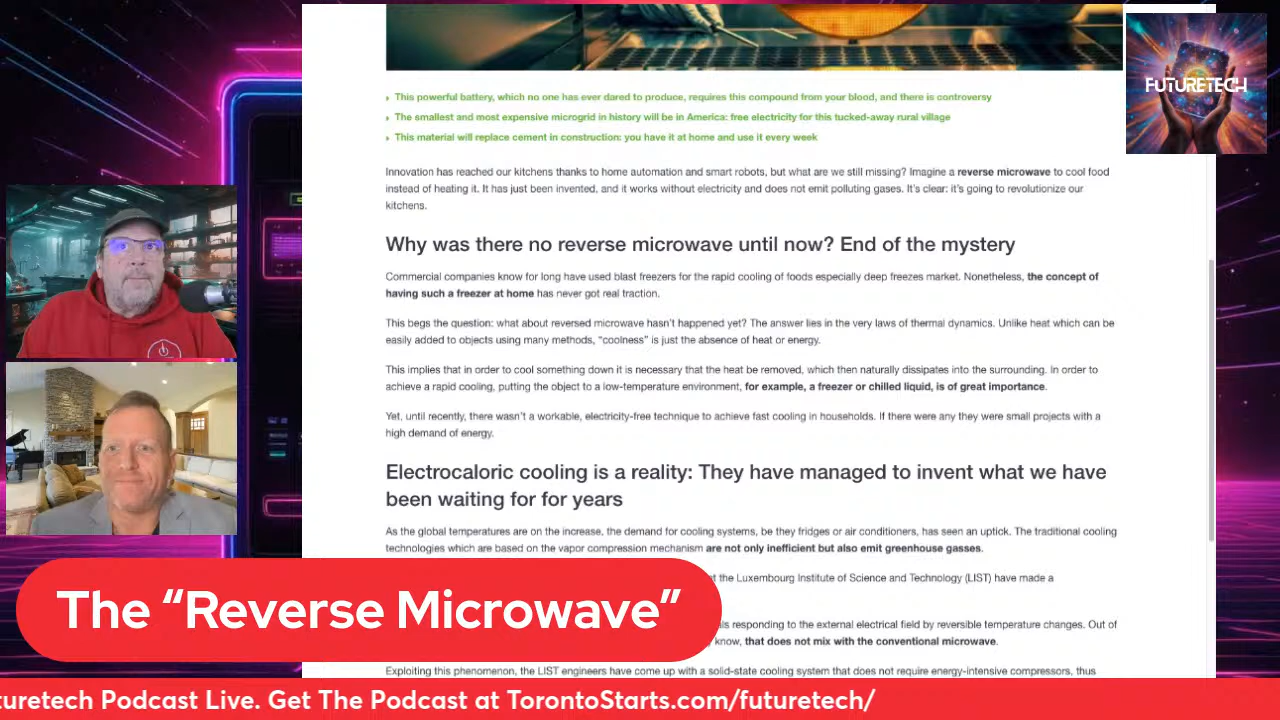 FUTURETECH
This powerful battery, which no one has ever dared to produce, requires this compound from your blood, and there is controversy
The smallest and most expensive microgrid in history will be in America: free electricity for this tucked-away rural village
This material will replace cement in construction: you have it at home and use it every week
Innovation has reached our kitchens thanks to home automation and smart robots, but what are we still missing? Imagine a reverse microwave to cool food
instead of heating it. It has just been invented, and it works without electricity and does not emit polluting gases. It's clear: it's going to revolutionize our
kitchens.
Why was there no reverse microwave until now? End of the mystery
Commercial companies know for long have used blast freezers for the rapid cooling of foods especially deep freezes market. Nonetheless, the concept of
having such a freezer at home has never got real traction.
This begs the question: what about reversed microwave hasn't happened yet? The answer lies in the very laws of thermal dynamics. Unlike heat which can be
easily added to objects using many methods, "coolness" is just the absence of heat or energy.
This implies that in order to cool something down it is necessary that the heat be removed, which then naturally dissipates into the surrounding. In order to
achieve a rapid cooling, putting the object to a low-temperature environment, for example, a freezer or chilled liquid, is of great importance.
Yet, until recently, there wasn't a workable, electricity-free technique to achieve fast cooling in households. If there were any they were small projects with a
high demand of energy.
Electrocaloric cooling is a reality: They have managed to invent what we have
been waiting for for years
As the global temperatures are on the increase, the demand for cooling systems, be they fridges or air conditioners, has seen an uptick. The traditional cooling
technologies which are based on the vapor compression mechanism are not only inefficient but also emit greenhouse gasses.
the Luxembourg Institute of Science and Technology (LIST) have made a
responding to the external electrical field by reversible temperature changes. Out of
know, that does not mix with the conventional microwave.
Exploiting this phenomenon, the LIST engineers have come up with a solid-state cooling system that does not require energy-intensive compressors, thus
The "Reverse Microwave"
Podcast Live. Get The Podcast at TorontoStarts.com/futuretech/